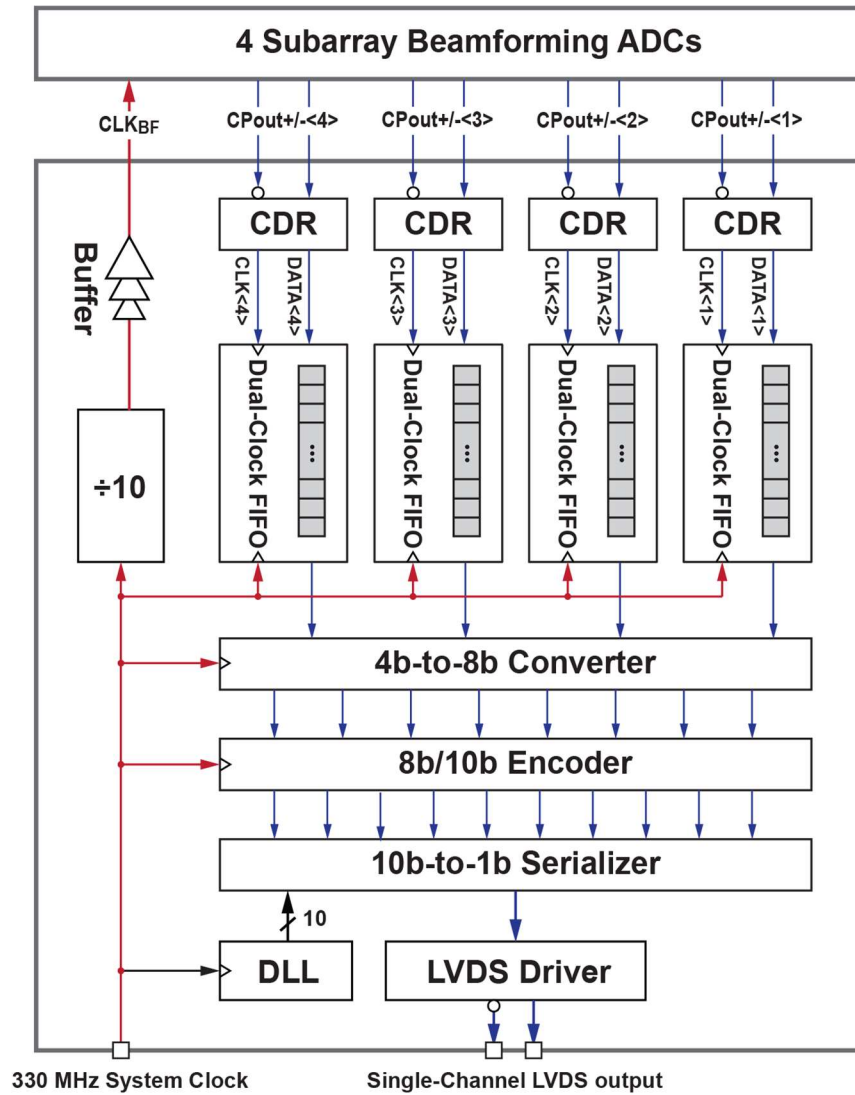 4 Subarray Beamforming ADCs
CLKBF
CPout+/-<4>
CPout+/-<3>
CPout+/-<2>
CPout+/-<1>
CDR
CDR
CDR
CDR
Buffer
CLK<4>
DATA<4>
CLK<3>
DATA<3>
CLK<2>
DATA<2>
CLK<1>
DATA<1>
÷10
Dual-Clock FIFO
...
Dual-Clock FIFO
...
Dual-Clock FIFO
...
Dual-Clock FIFO
...
4b-to-8b Converter
8b/10b Encoder
10b-to-1b Serializer
10
DLL
LVDS Driver
330 MHz System Clock
Single-Channel LVDS output